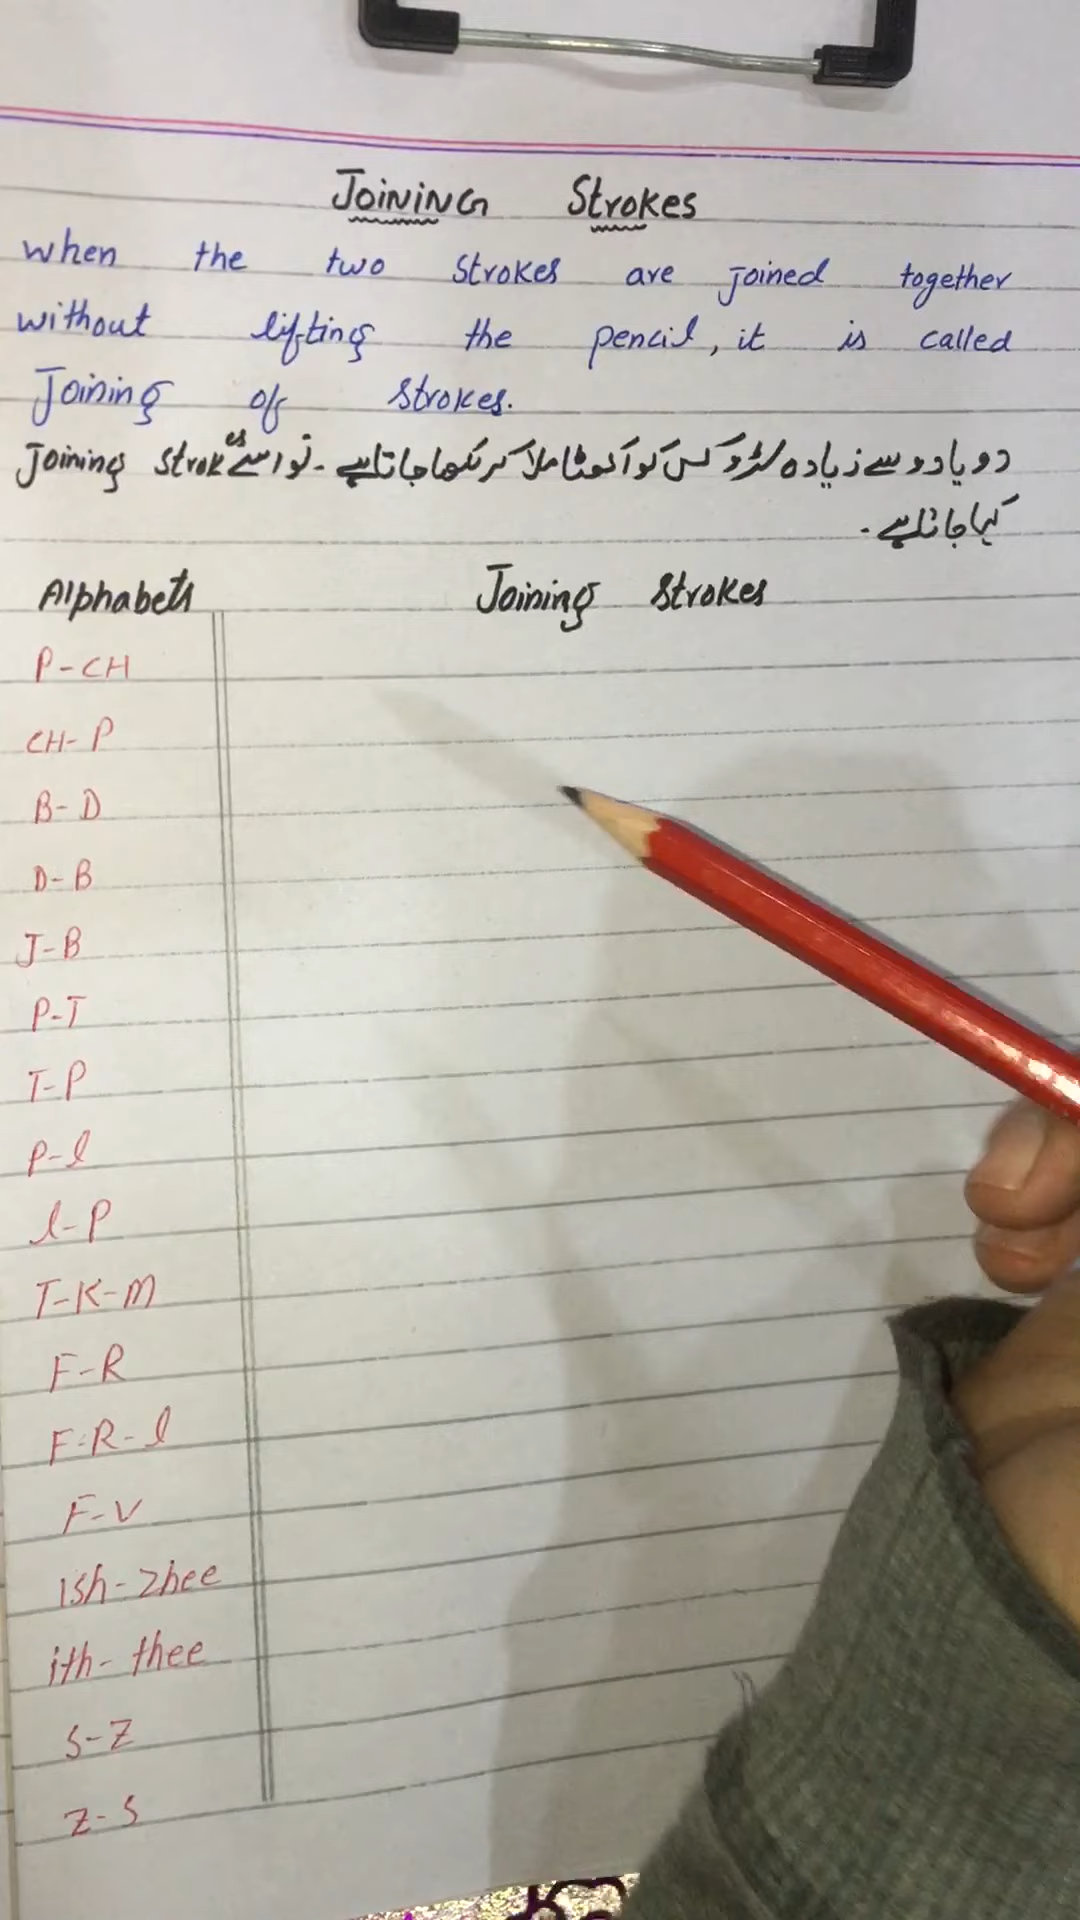 JOINING Strokes
when the two strokes are joined together
without lifting the pencil, it is called
Joining of strokes.
دو یا دو سے زیادہ سٹروکس کو اکھٹا ملا کر لکھا جاتا ہے ۔ تو اسے Joining strokes
کہا جاتا ہے ۔
Alphabets Joining strokes
P-CH
CH-P
B-D
D-B
J-B
P-T
T-P
P-l
l-P
T-K-M
F-R
F-R-l
F-V
ish-zhee
ith-thee
S-Z
Z-S